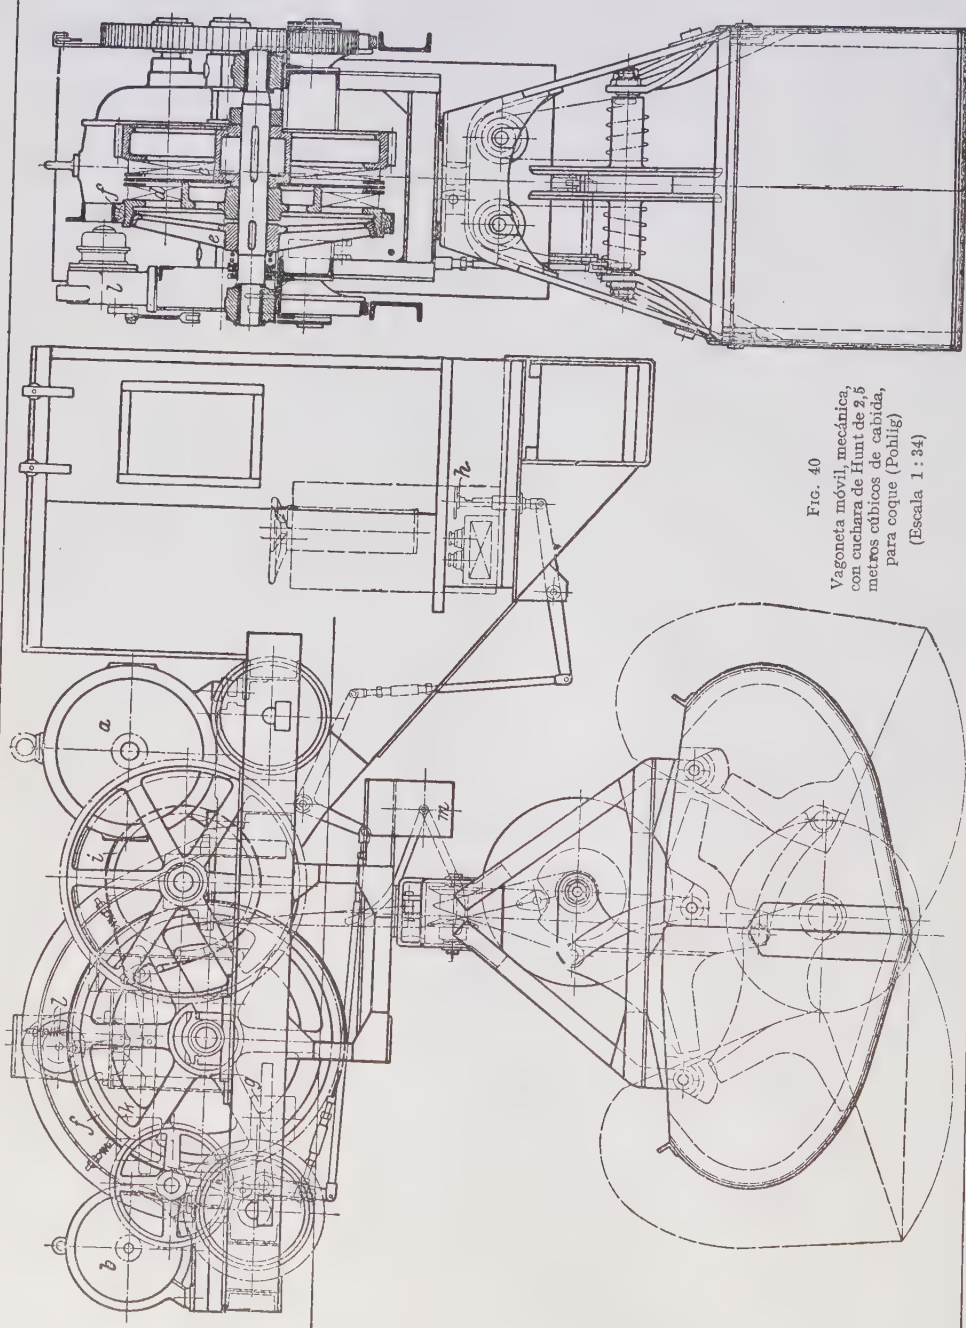 FIG. 40
Vagoneta móvil, mecánica,
con cuchara de Hunt de 2,5
metros cúbicos de cabida,
para coque (Pohlig)
(Escala 1 : 34)
a
i
l
f
b
g
m
h
l
f
d
e